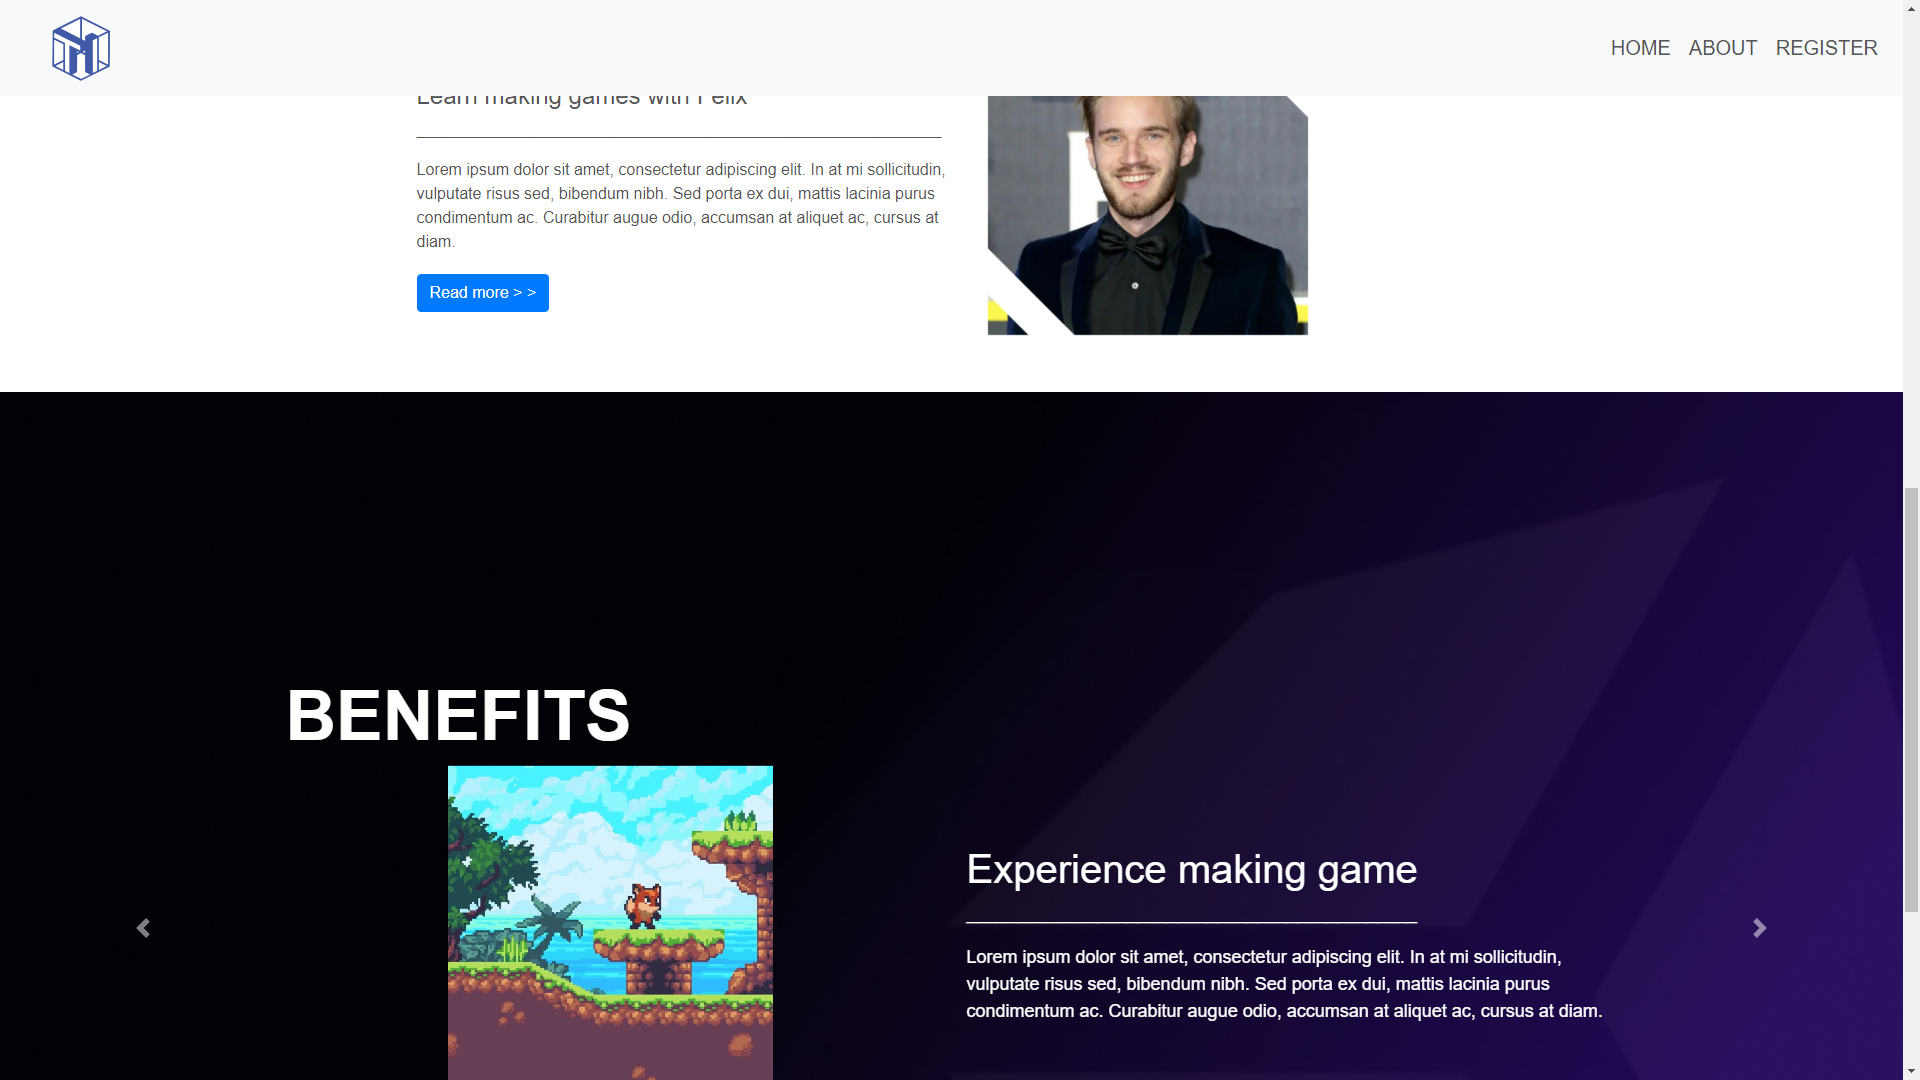 HOME ABOUT REGISTER
Learn making games with Felix
Lorem ipsum dolor sit amet, consectetur adipiscing elit. In at mi sollicitudin,
vulputate risus sed, bibendum nibh. Sed porta ex dui, mattis lacinia purus
condimentum ac. Curabitur augue odio, accumsan at aliquet ac, cursus at
diam.
Read more > >
BENEFITS
Experience making game
Lorem ipsum dolor sit amet, consectetur adipiscing elit. In at mi sollicitudin,
vulputate risus sed, bibendum nibh. Sed porta ex dui, mattis lacinia purus
condimentum ac. Curabitur augue odio, accumsan at aliquet ac, cursus at diam.